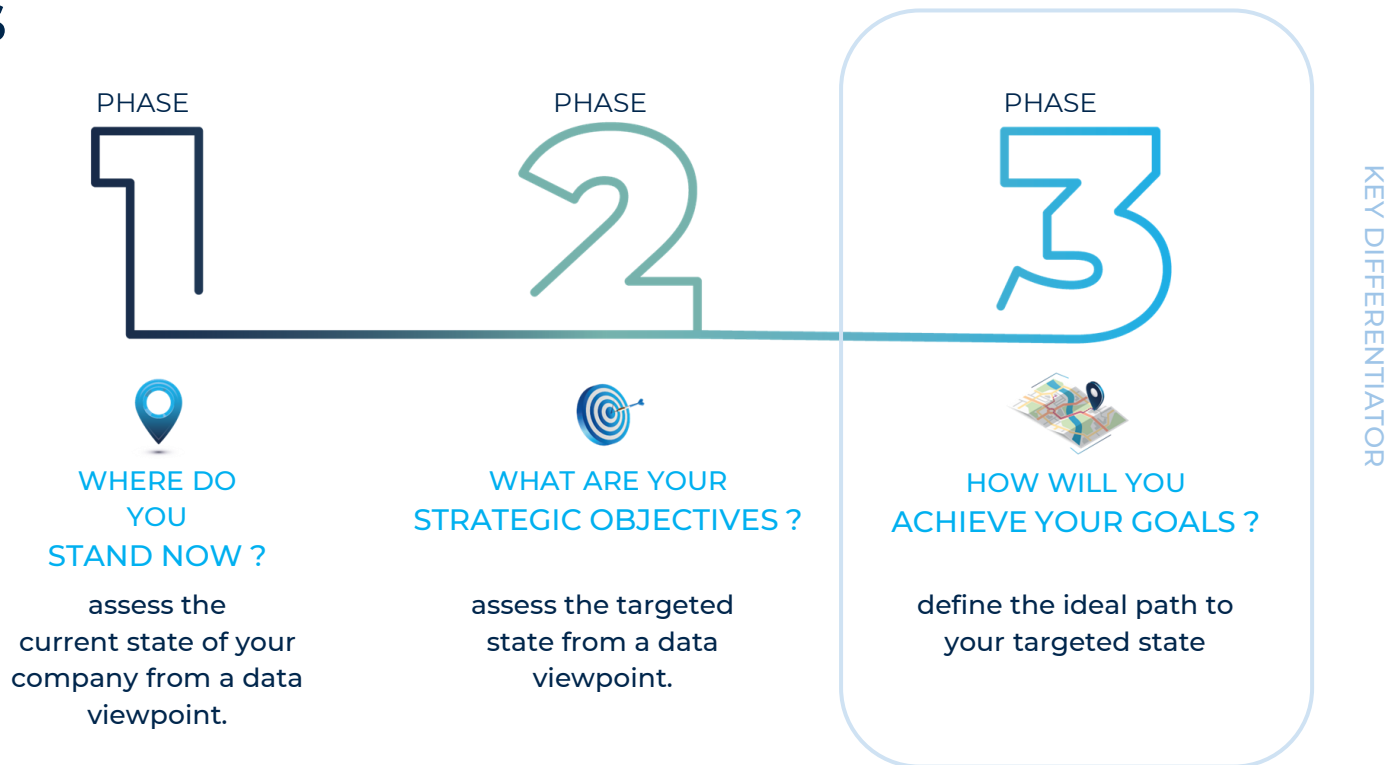 PHASE
1
WHERE DO
YOU
STAND NOW ?
assess the
current state of your
company from a data
viewpoint.
PHASE
2
WHAT ARE YOUR
STRATEGIC OBJECTIVES ?
assess the targeted
state from a data
viewpoint.
PHASE
3
HOW WILL YOU
ACHIEVE YOUR GOALS ?
define the ideal path to
your targeted state
KEY DIFFERENTIATOR